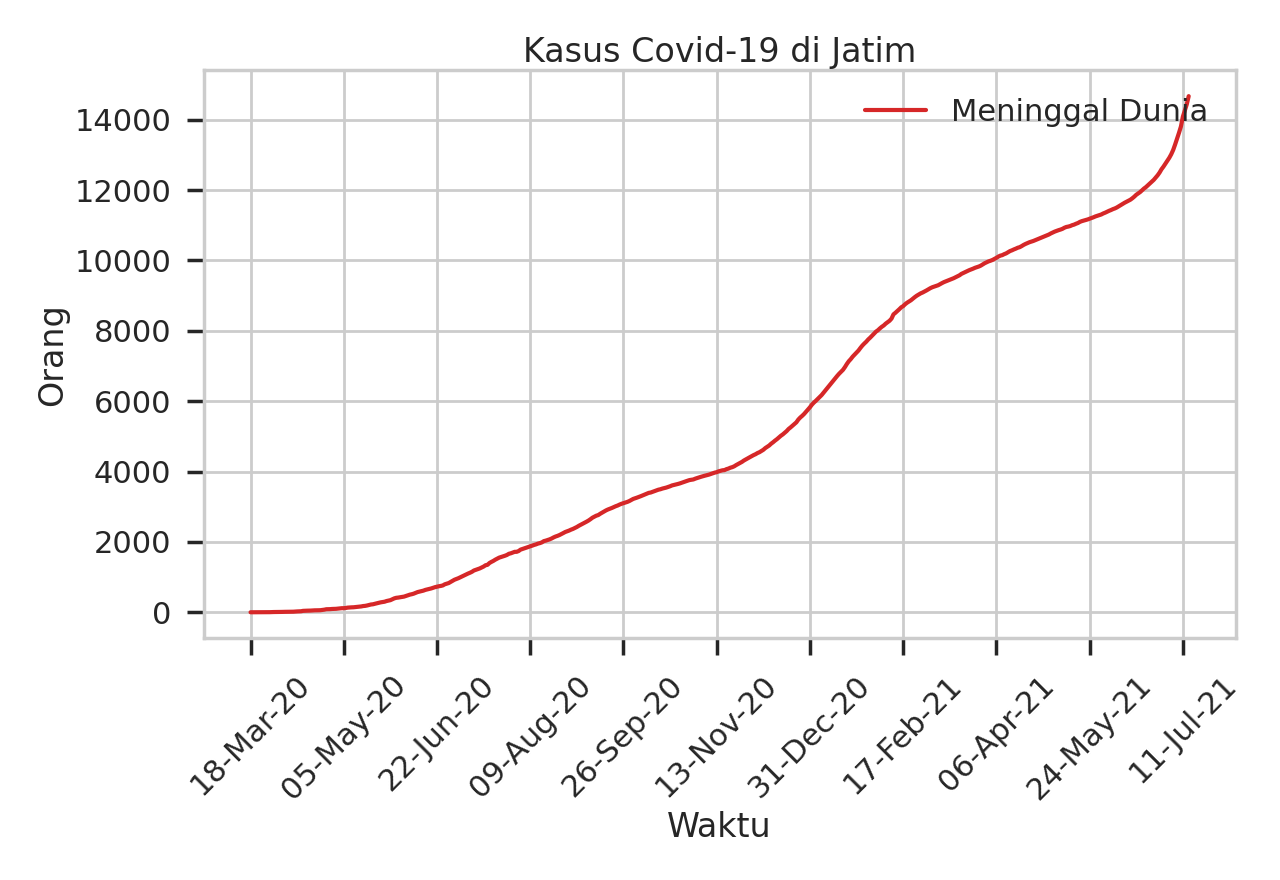 Kasus Covid-19 di Jatim
Meninggal Dunia
14000
12000
10000
8000
6000
4000
2000
0
Orang
18-Mar-20
05-May-20
22-Jun-20
09-Aug-20
26-Sep-20
13-Nov-20
31-Dec-20
17-Feb-21
06-Apr-21
24-May-21
11-Jul-21
Waktu